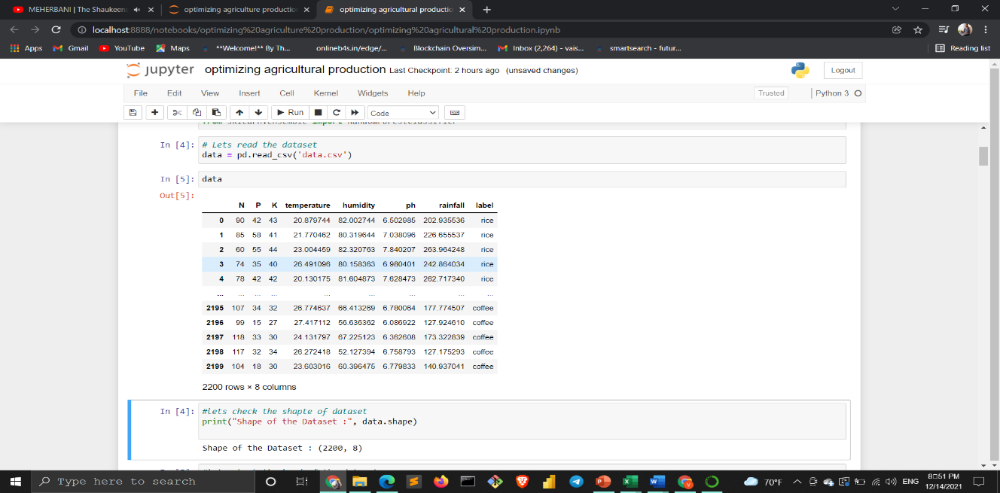 MEHERBANI | The Shaukeens
optimizing agriculture production
optimizing agricultural productio
localhost:8888/notebooks/optimizing%20agriculture%20production/optimizing%20agricultural%20production.ipynb
Apps Gmail YouTube Maps **Welcome!** By Th... onlineb4s.in/edge/... Blockchain Oversim... Inbox (2,264) - vais... smartsearch - futur... Reading list
jupyter optimizing agricultural production Last Checkpoint: 2 hours ago (unsaved changes) Logout
File Edit View Insert Cell Kernel Widgets Help Trusted Python 3
Run Code
In [4]: # Lets read the dataset
data = pd.read_csv('data.csv')
In [5]: data
Out[5]:
N P K temperature humidity ph rainfall label
0 90 42 43 20.879744 82.002744 6.502985 202.935536 rice
1 85 58 41 21.770462 80.319644 7.038096 226.655537 rice
2 60 55 44 23.004459 82.320763 7.840207 263.964248 rice
3 74 35 40 26.491096 80.158363 6.980401 242.864034 rice
4 78 42 42 20.130175 81.604873 7.628473 262.717340 rice
... ... ... ... ... ... ... ... ...
2195 107 34 32 26.774637 66.413269 6.780064 177.774507 coffee
2196 99 15 27 27.417112 56.636362 6.086922 127.924610 coffee
2197 118 33 30 24.131797 67.225123 6.362608 173.322839 coffee
2198 117 32 34 26.272418 52.127394 6.758793 127.175293 coffee
2199 104 18 30 23.603016 60.396475 6.779833 140.937041 coffee
2200 rows × 8 columns
In [4]: #lets check the shapte of dataset
print("Shape of the Dataset :", data.shape)
Shape of the Dataset : (2200, 8)
Type here to search 70°F ENG 8:51 PM
12/14/2021